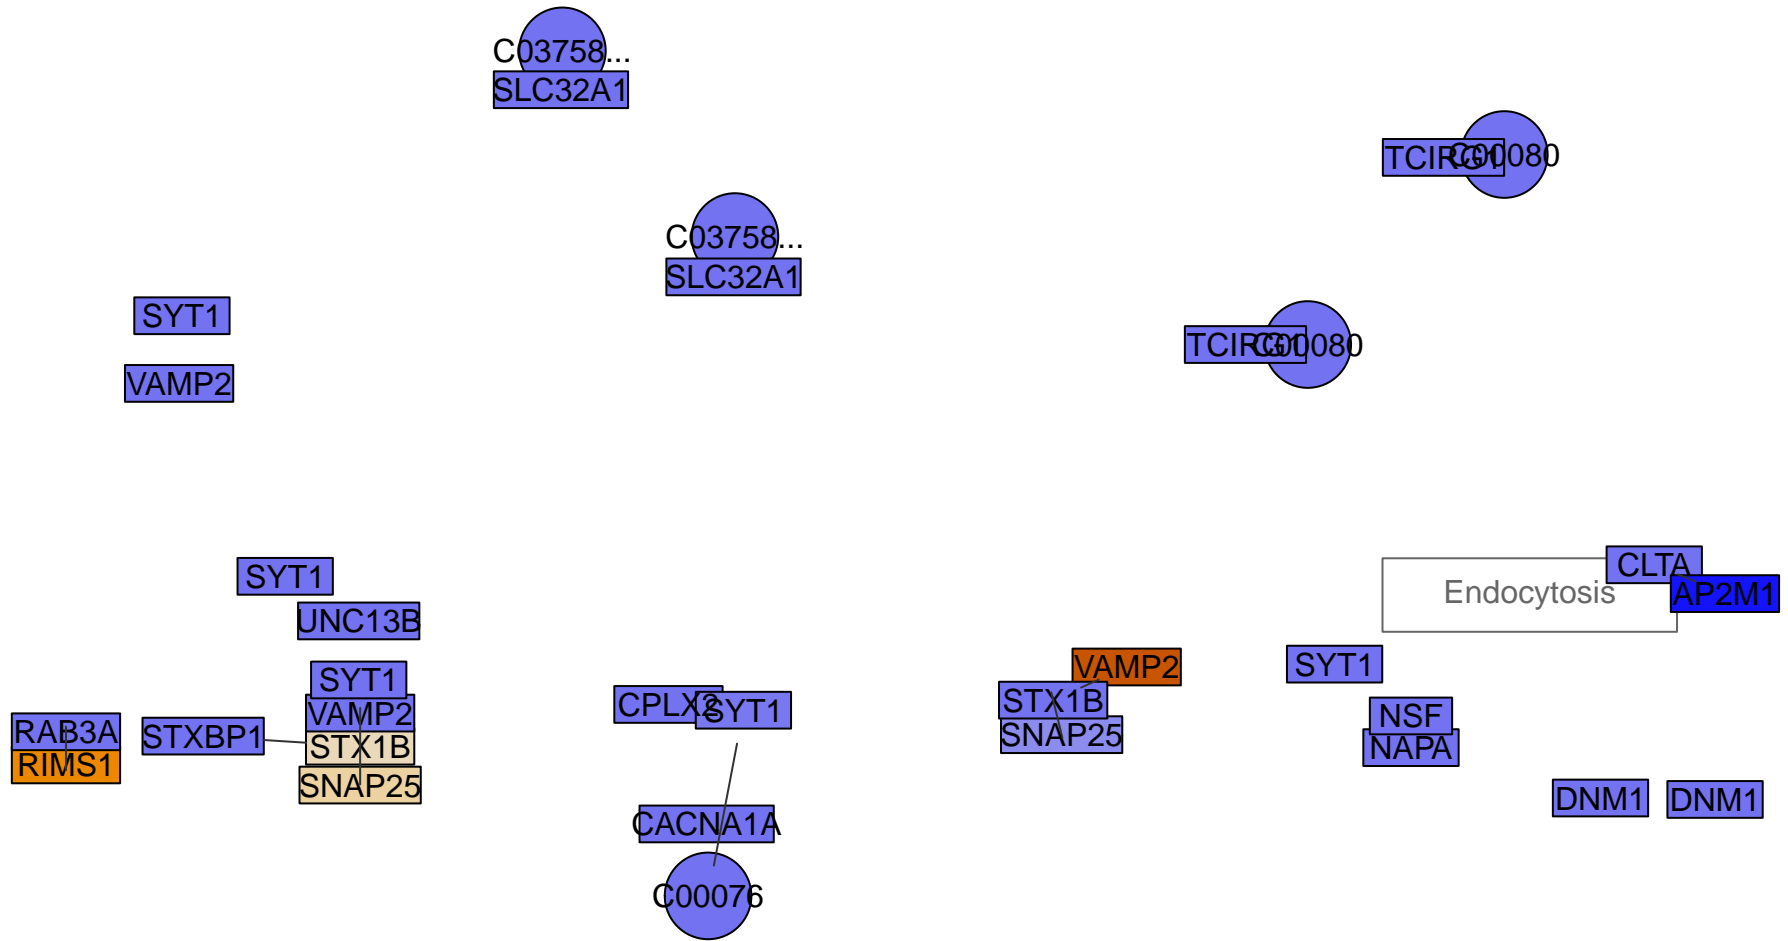 C03758...
SLC32A1
TCIRG1
C00080
C03758...
SLC32A1
SYT1
TCIRG1
C00080
VAMP2
SYT1
CLTA
Endocytosis
AP2M1
UNC13B
SYT1
VAMP2
SYT1
STX1B
CPLX2
SYT1
VAMP2
NSF
RAB3A
STXBP1
STX1B
SNAP25
NAPA
RIMS1
SNAP25
DNM1
DNM1
CACNA1A
C00076